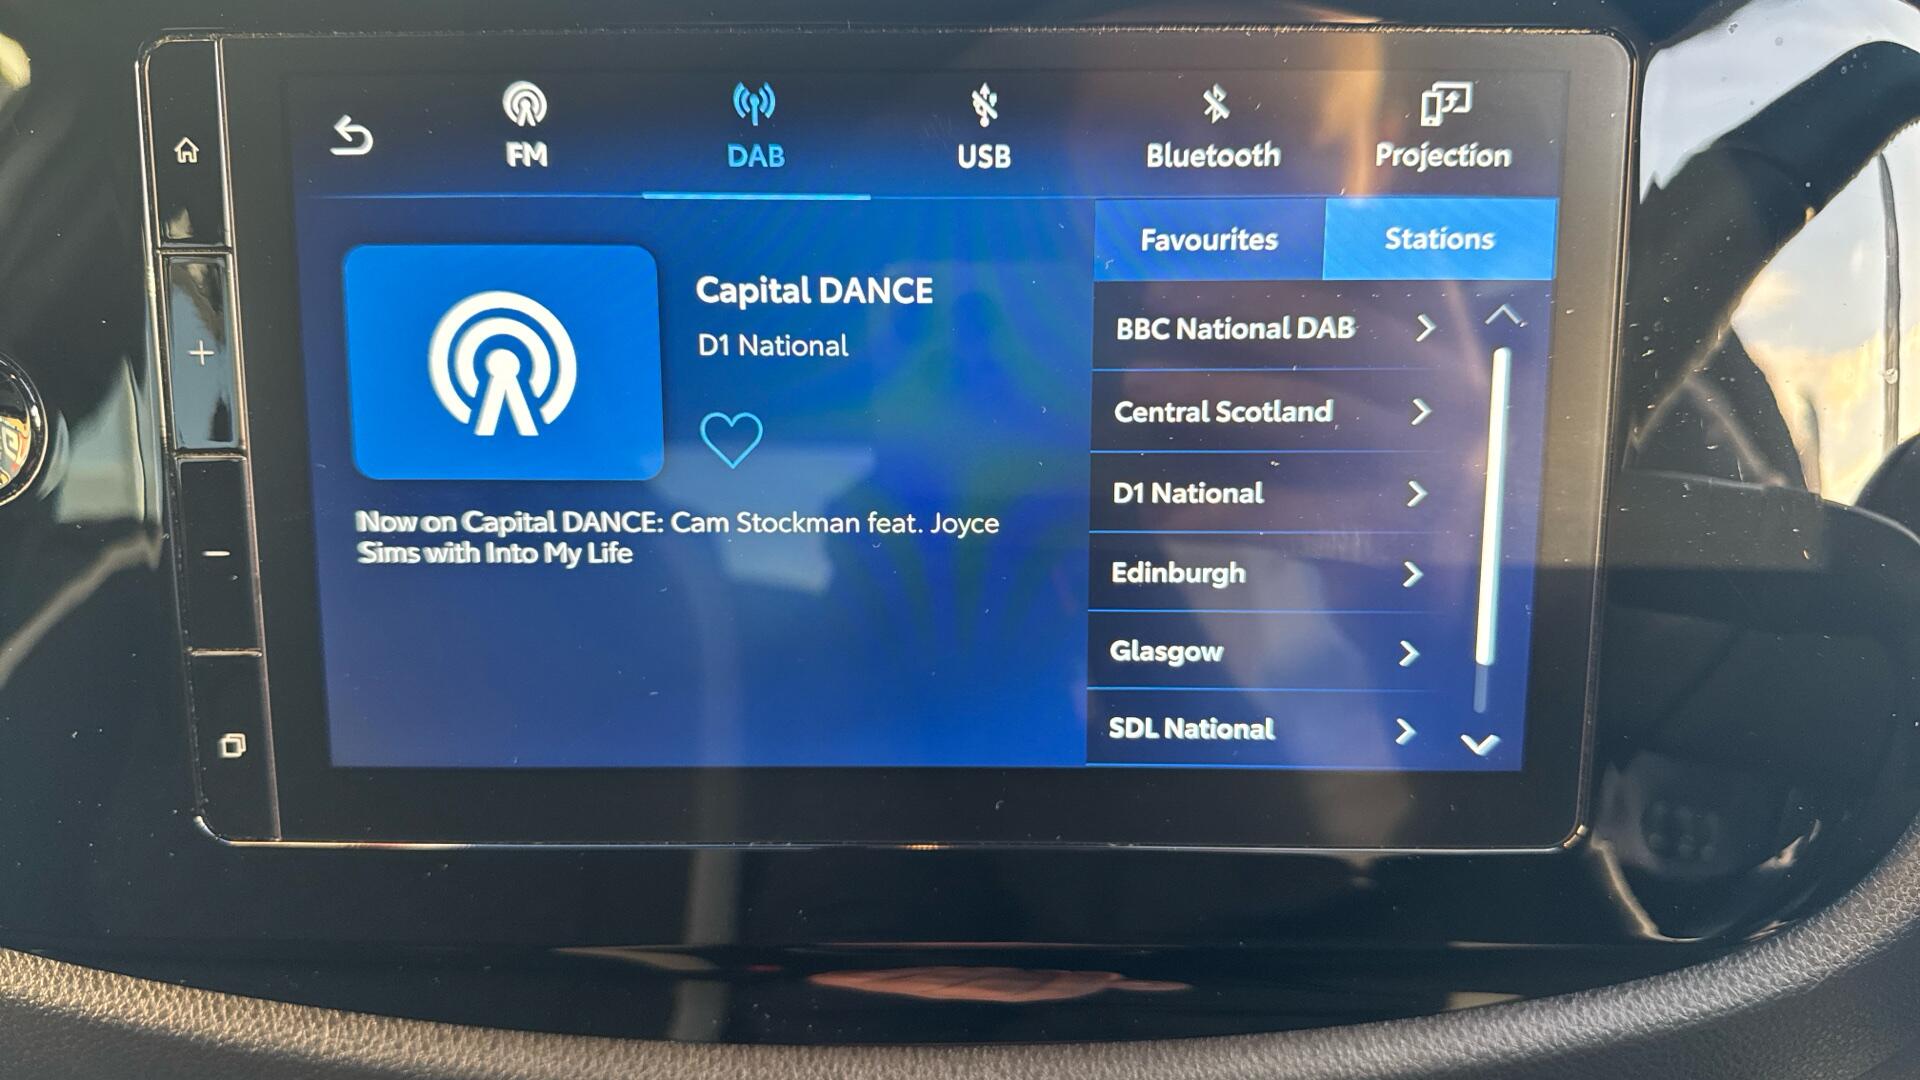 FM
DAB
USB
Bluetooth
Projection
Favourites
Stations
Capital DANCE
D1 National
Now on Capital DANCE: Cam Stockman feat. Joyce
Sims with Into My Life
BBC National DAB
Central Scotland
D1 National
Edinburgh
Glasgow
SDL National